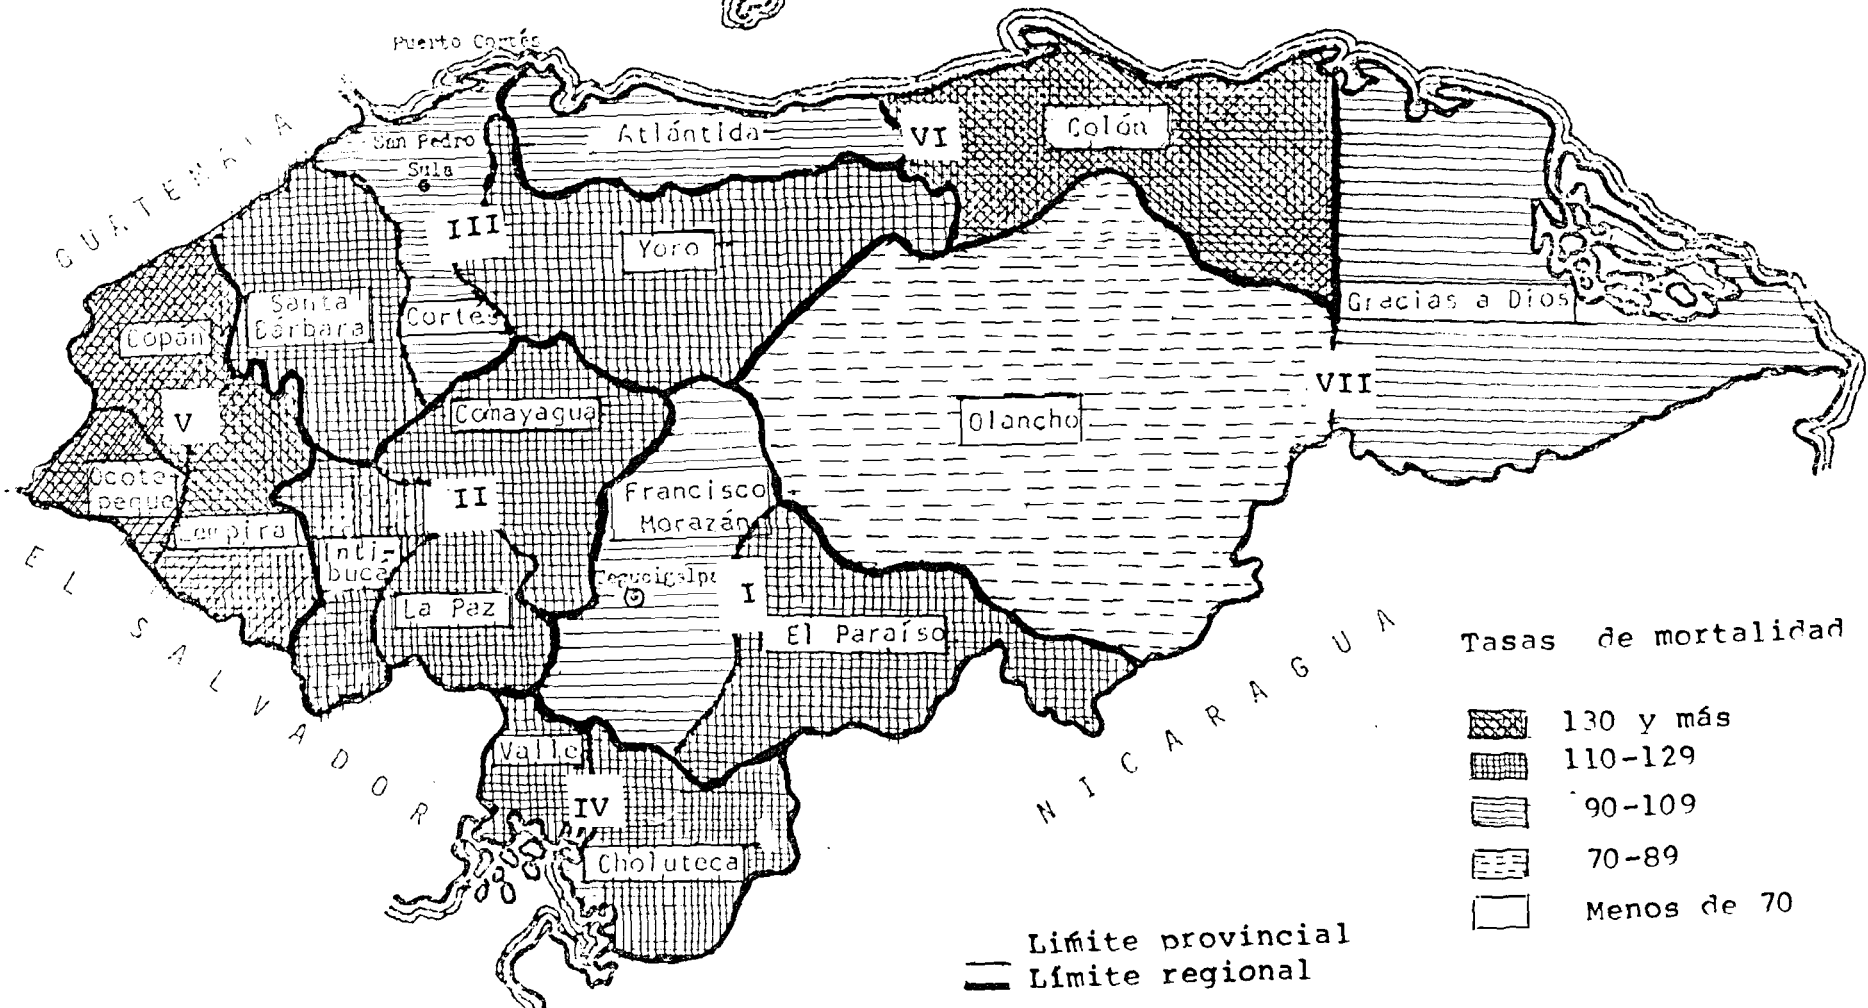 Puerto Cortés
GUATEMALA
San Pedro
Sula
Atlántida
VI
Colón
III
Yoro
Santa
Bárbara
Cortés
Copán
Gracias a Dios
V
Comayagua
Olancho
VII
Ocote-
peque
II
Francisco
Morazán
Lempira
Inti-
bucá
Tegucigalpa
I
La Paz
El Paraíso
EL SALVADOR
NICARAGUA
Valle
IV
Choluteca
Tasas de mortalidad
130 y más
110-129
90-109
70-89
Menos de 70
Límite provincial
Límite regional